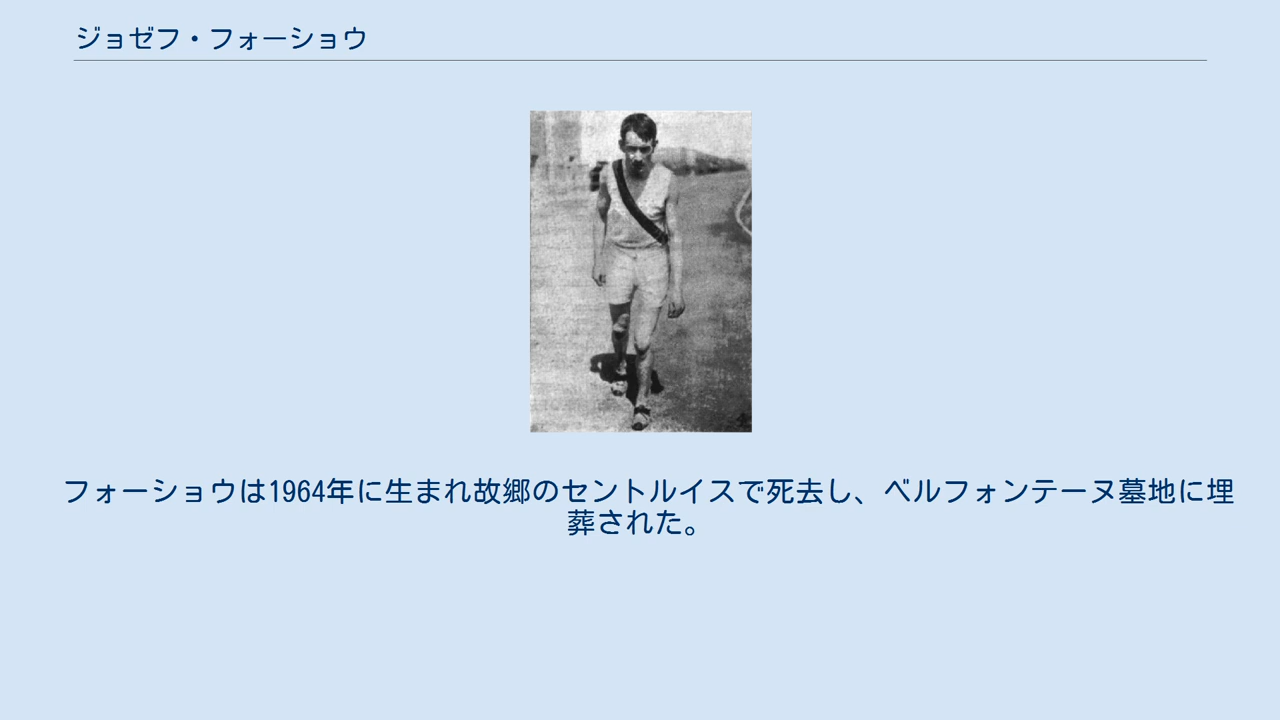 ジョゼフ・フォーショウ
フォーショウは1964年に生まれ故郷のセントルイスで死去し、ベルフォンテーヌ墓地に埋
葬された。